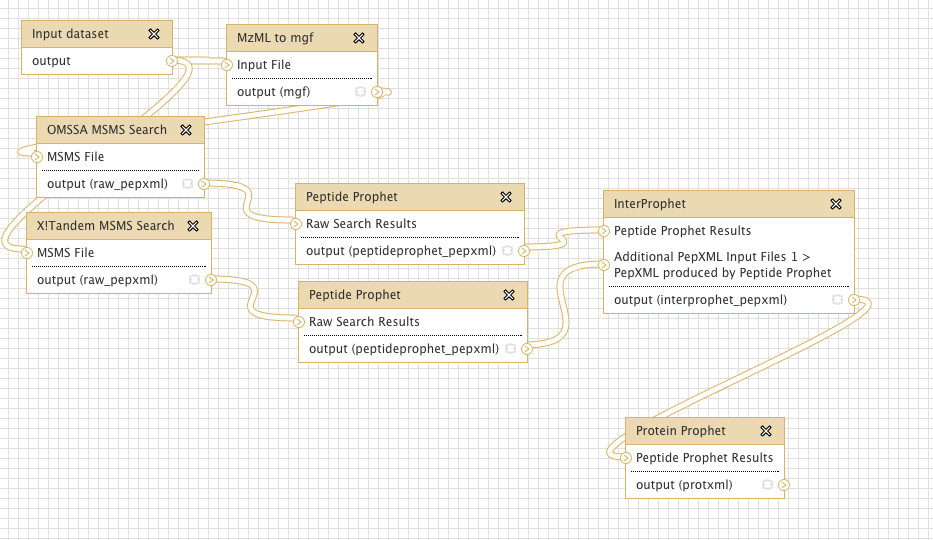 Input dataset
output
MzML to mgf
Input File
output (mgf)
OMSSA MSMS Search
MSMS File
output (raw_pepxml)
X!Tandem MSMS Search
MSMS File
output (raw_pepxml)
Peptide Prophet
Raw Search Results
output (peptideprophet_pepxml)
Peptide Prophet
Raw Search Results
output (peptideprophet_pepxml)
InterProphet
Peptide Prophet Results
Additional PepXML Input Files 1 >
PepXML produced by Peptide Prophet
output (interprophet_pepxml)
Protein Prophet
Peptide Prophet Results
output (protxml)